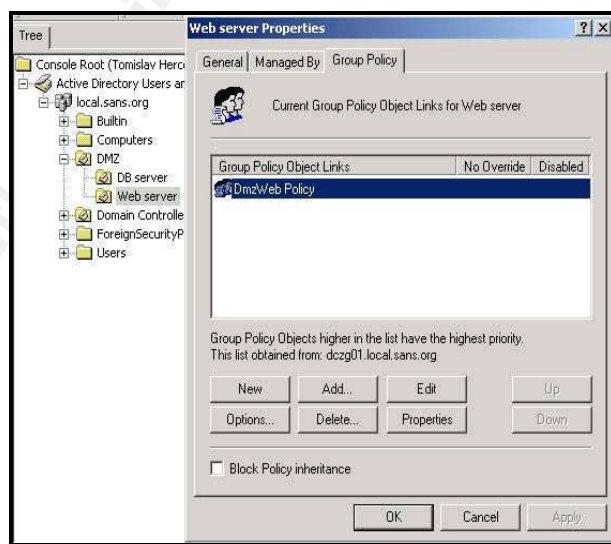 Tree
Console Root (Tomislav Herc
Active Directory Users ar
local.sans.org
Builtin
Computers
DMZ
DB server
Web server
Domain Controlle
ForeignSecurityP
Users
Web server Properties
General
Managed By
Group Policy
Current Group Policy Object Links for Web server
Group Policy Object Links
No Override
Disabled
DmzWeb Policy
Group Policy Objects higher in the list have the highest priority.
This list obtained from: dczg01.local.sans.org
New
Add...
Edit
Up
Options...
Delete...
Properties
Down
Block Policy inheritance
OK
Cancel
Apply